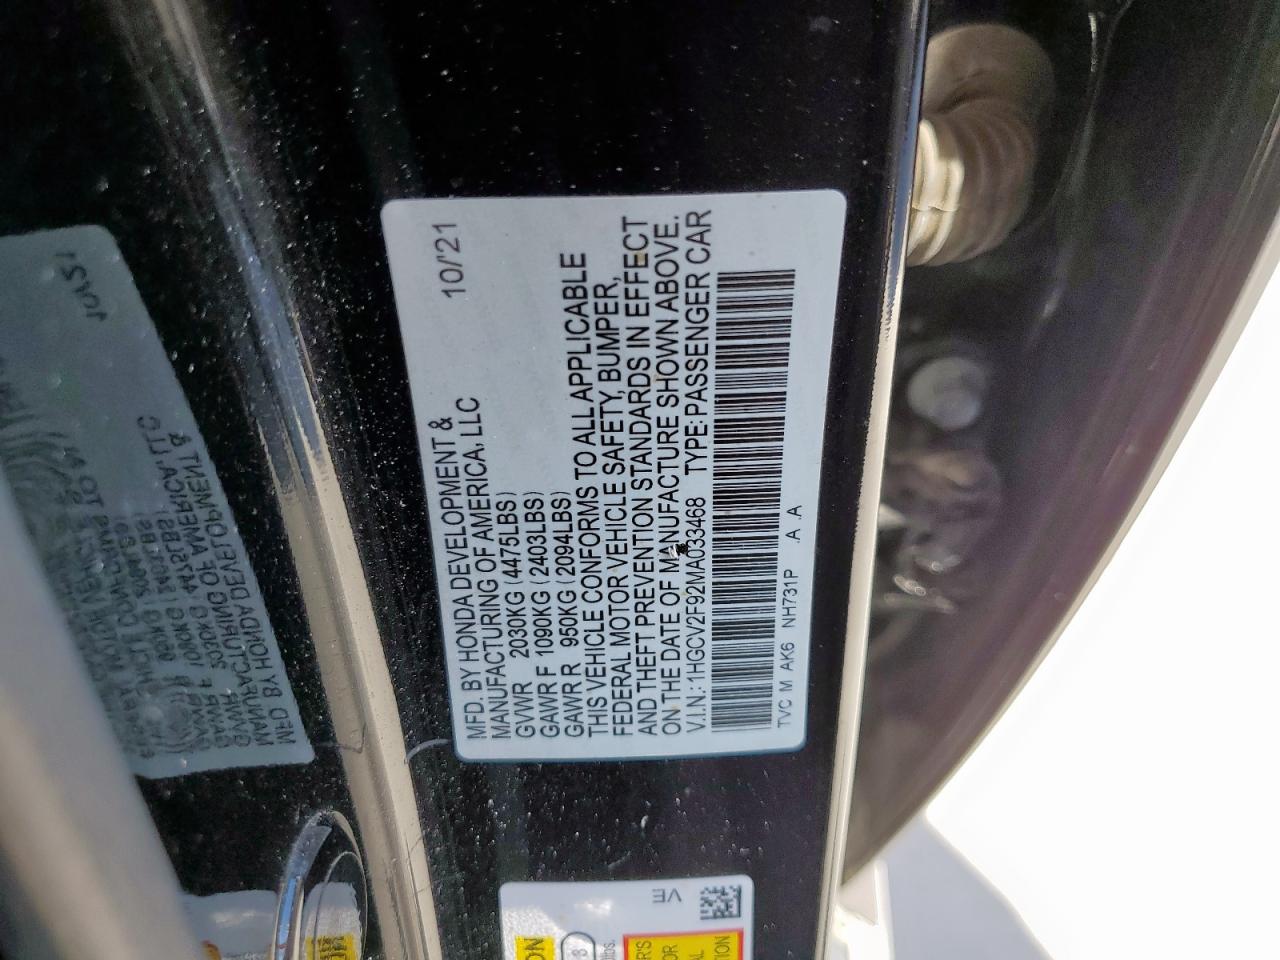 MFD. BY HONDA DEVELOPMENT & 10/'21
MANUFACTURING OF AMERICA, LLC
GVWR 2030KG (4475LBS)
GAWR F 1090KG (2403LBS)
GAWR R 950KG (2094LBS)
THIS VEHICLE CONFORMS TO ALL APPLICABLE
FEDERAL MOTOR VEHICLE SAFETY, BUMPER,
AND THEFT PREVENTION STANDARDS IN EFFECT
ON THE DATE OF MANUFACTURE SHOWN ABOVE.
V.I.N.: 1HGCV2F92MA033468 TYPE: PASSENGER CAR
TVC M AK6 NH731P .A .A
VE